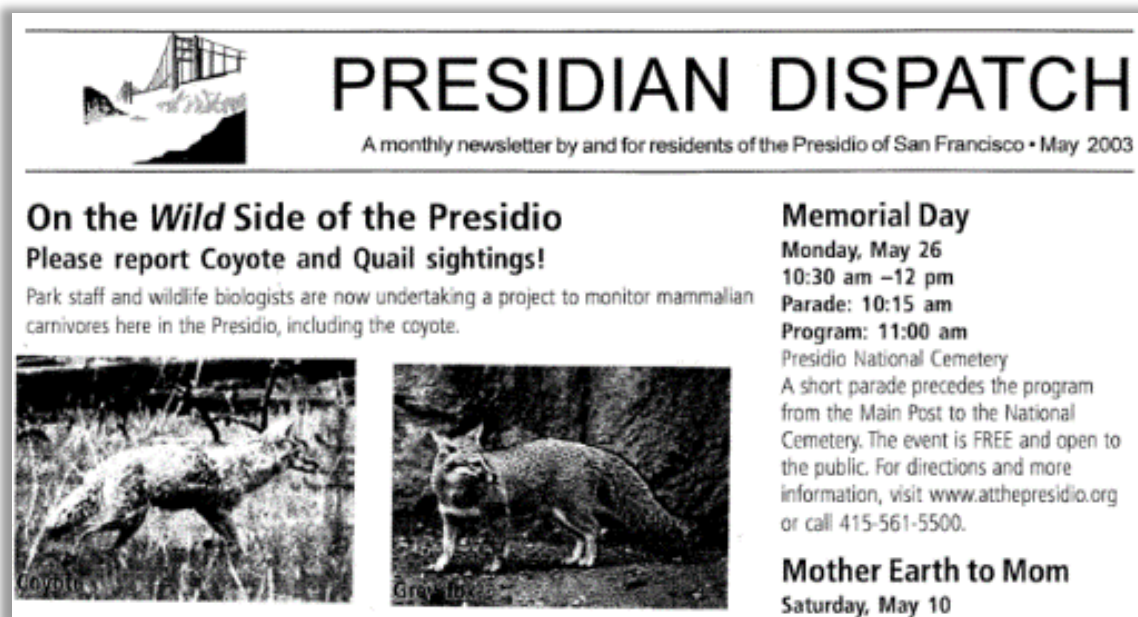 PRESIDIAN DISPATCH
A monthly newsletter by and for residents of the Presidio of San Francisco • May 2003
On the Wild Side of the Presidio
Please report Coyote and Quail sightings!
Park staff and wildlife biologists are now undertaking a project to monitor mammalian
carnivores here in the Presidio, including the coyote.
Coyote
Grey fox
Memorial Day
Monday, May 26
10:30 am –12 pm
Parade: 10:15 am
Program: 11:00 am
Presidio National Cemetery
A short parade precedes the program
from the Main Post to the National
Cemetery. The event is FREE and open to
the public. For directions and more
information, visit www.atthepresidio.org
or call 415-561-5500.
Mother Earth to Mom
Saturday, May 10